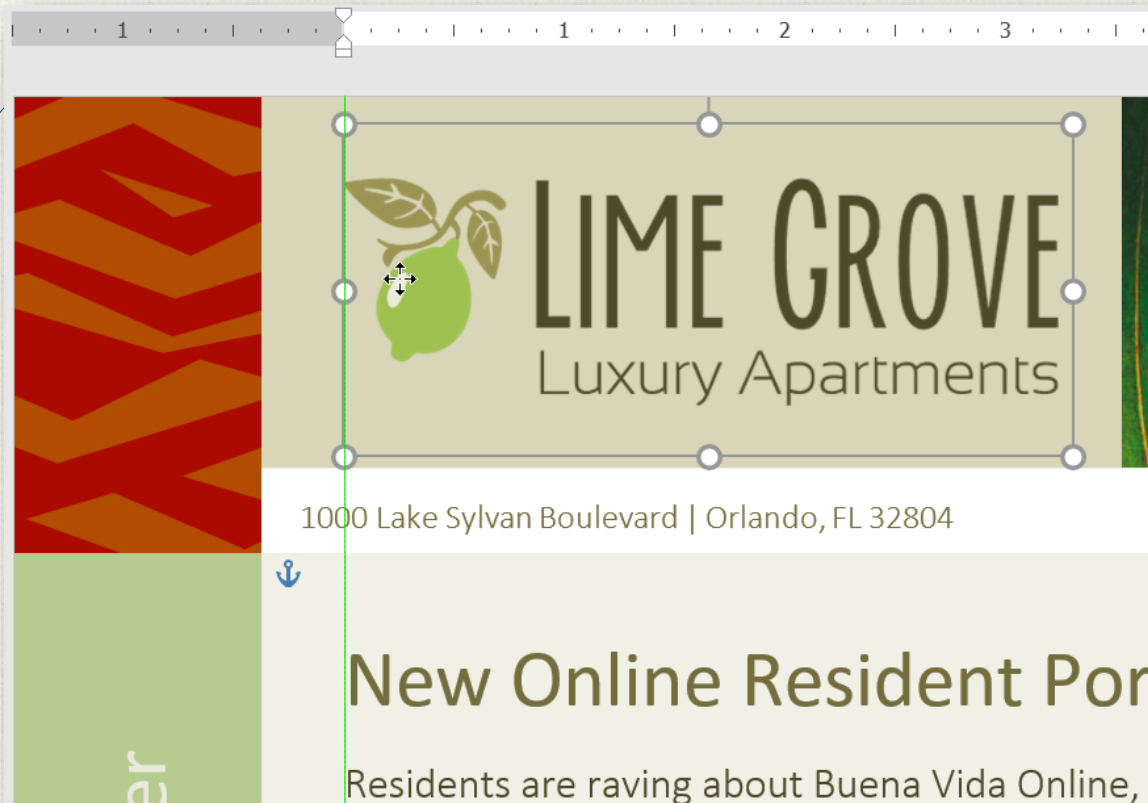 1 1 2 3
LIME GROVE
Luxury Apartments
1000 Lake Sylvan Boulevard | Orlando, FL 32804
New Online Resident Por
Residents are raving about Buena Vida Online,
er